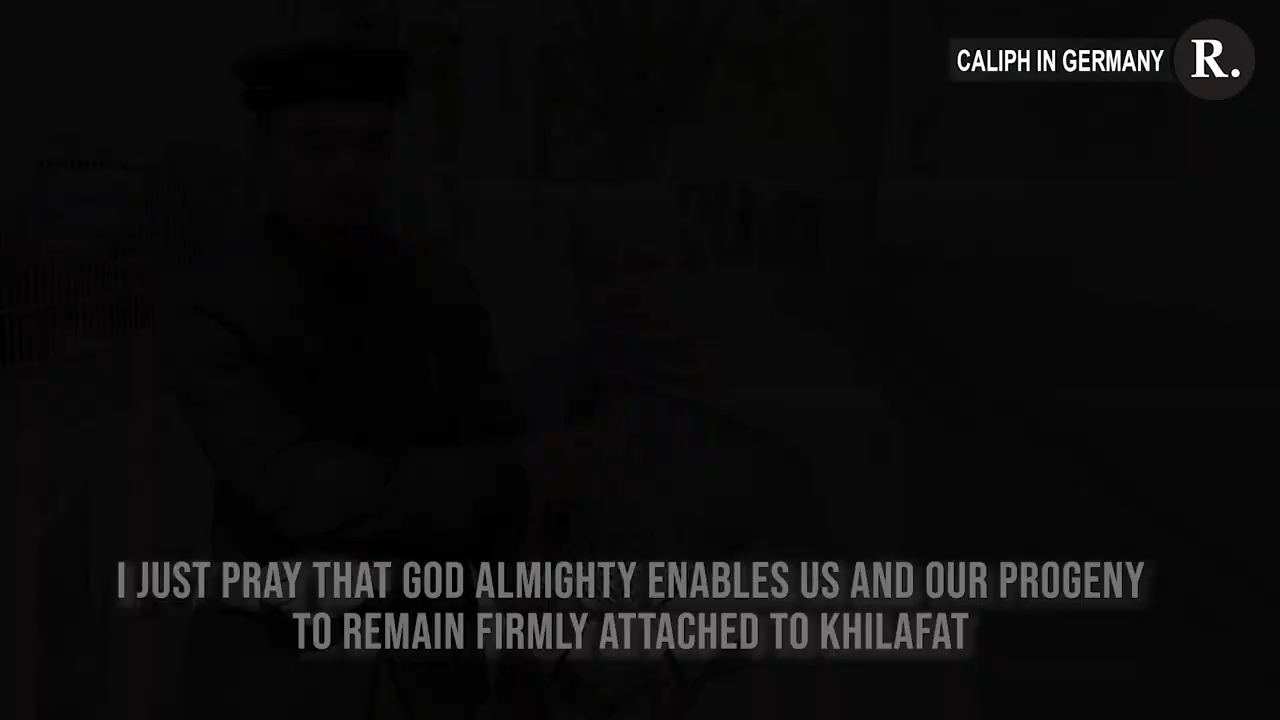 CALIPH IN GERMANY
R.
I JUST PRAY THAT GOD ALMIGHTY ENABLES US AND OUR PROGENY
TO REMAIN FIRMLY ATTACHED TO KHILAFAT